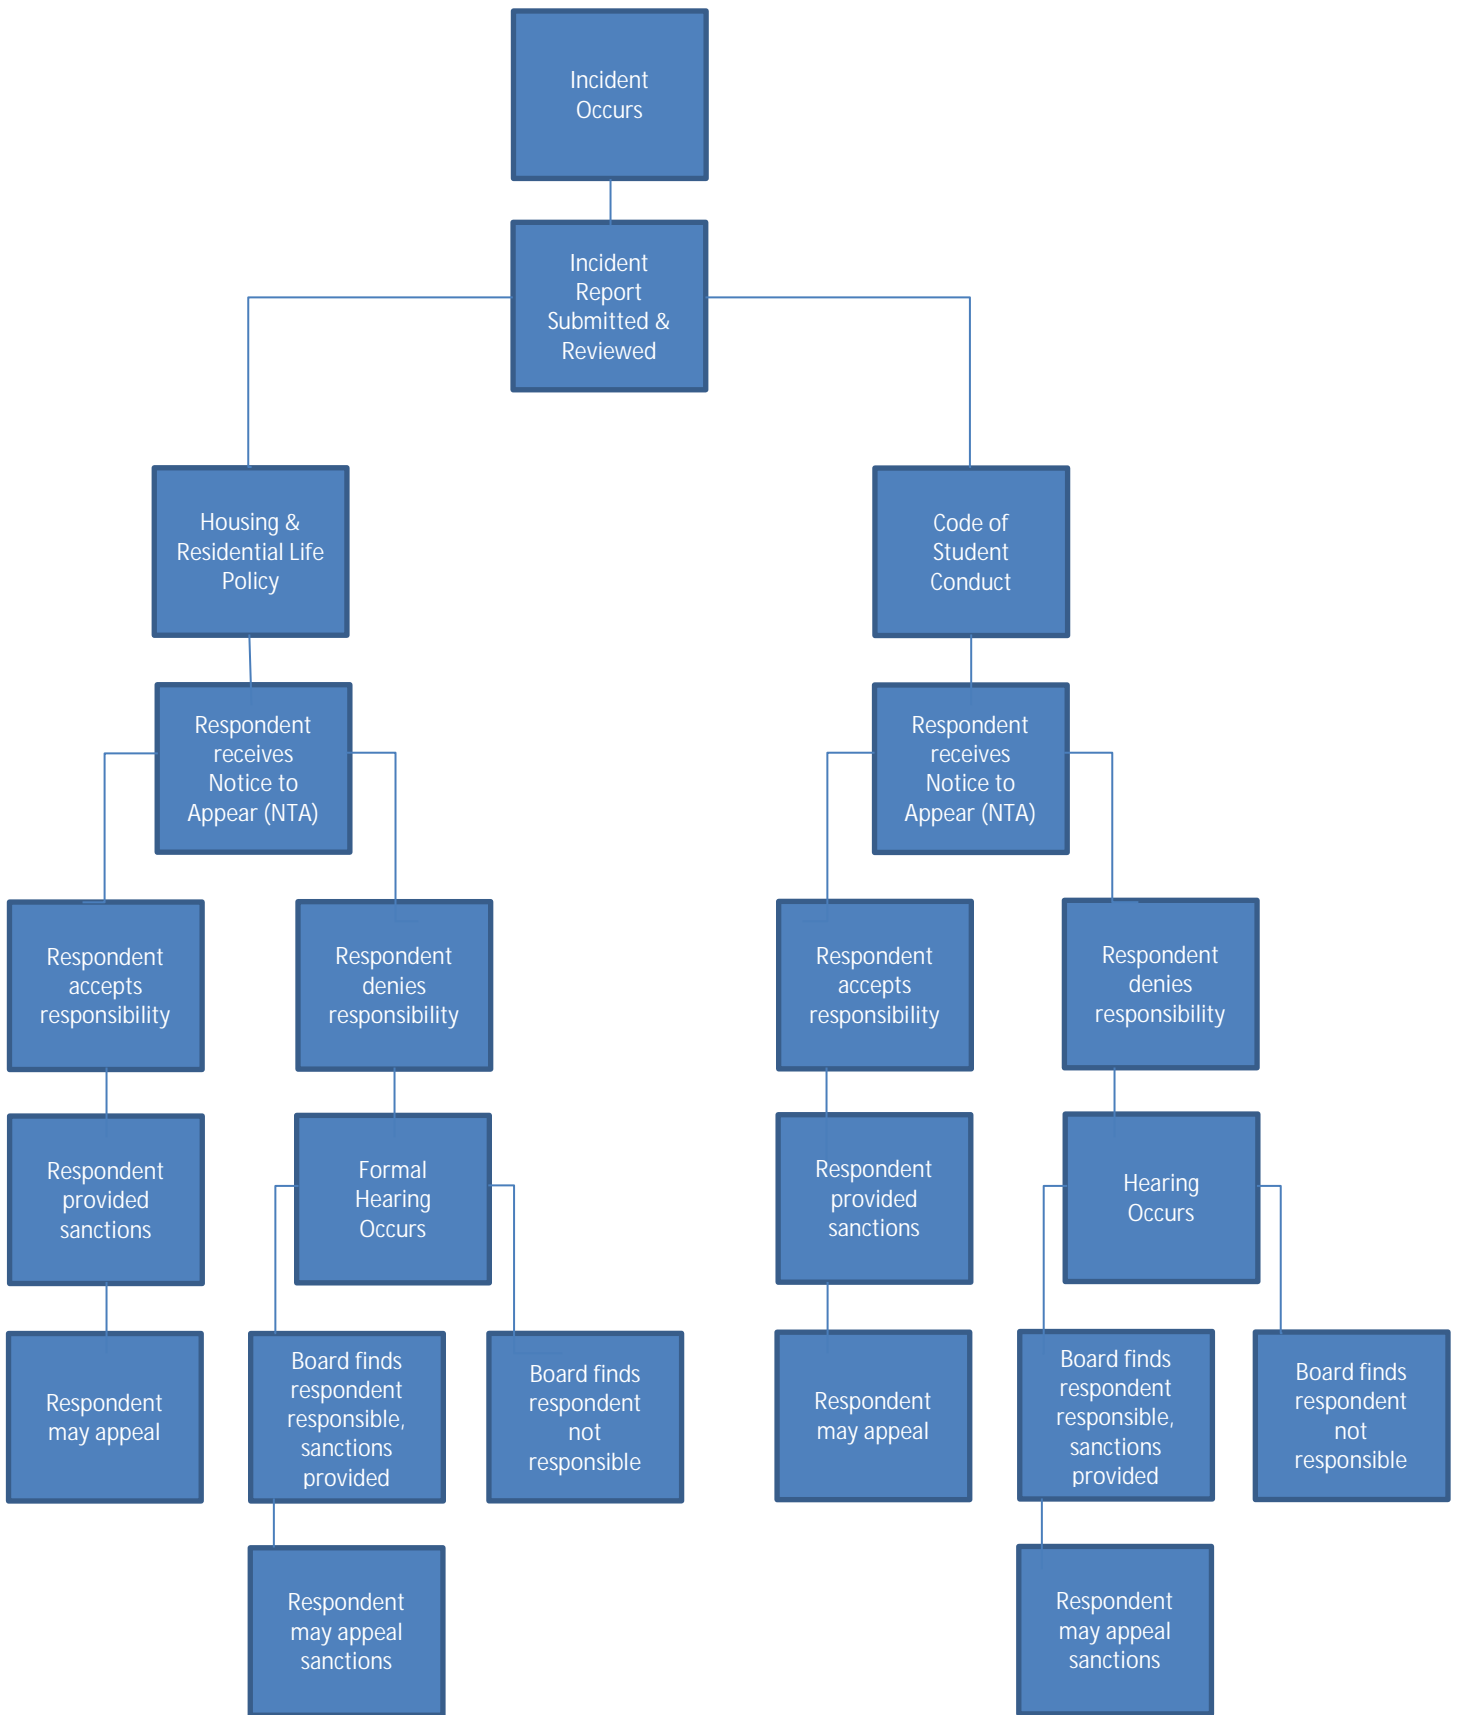 Incident
Occurs
Incident
Report
Submitted &
Reviewed
Housing &
Residential Life
Policy
Code of
Student
Conduct
Respondent
receives
Notice to
Appear (NTA)
Respondent
receives
Notice to
Appear (NTA)
Respondent
accepts
responsibility
Respondent
denies
responsibility
Respondent
accepts
responsibility
Respondent
denies
responsibility
Respondent
provided
sanctions
Formal
Hearing
Occurs
Respondent
provided
sanctions
Hearing
Occurs
Respondent
may appeal
Board finds
respondent
responsible,
sanctions
provided
Board finds
respondent
not
responsible
Respondent
may appeal
Board finds
respondent
responsible,
sanctions
provided
Board finds
respondent
not
responsible
Respondent
may appeal
sanctions
Respondent
may appeal
sanctions